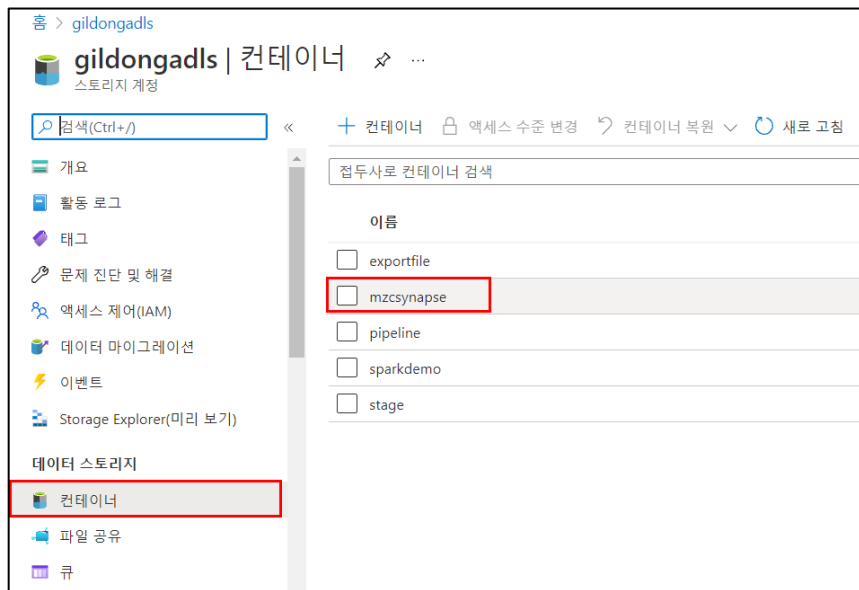 홈 > gildongadls
gildongadls | 컨테이너 ...
스토리지 계정
검색(Ctrl+/) «
개요
활동 로그
태그
문제 진단 및 해결
액세스 제어(IAM)
데이터 마이그레이션
이벤트
Storage Explorer(미리 보기)
데이터 스토리지
컨테이너
파일 공유
큐
+ 컨테이너 액세스 수준 변경 컨테이너 복원 새로 고침
접두사로 컨테이너 검색
이름
exportfile
mzcsynapse
pipeline
sparkdemo
stage